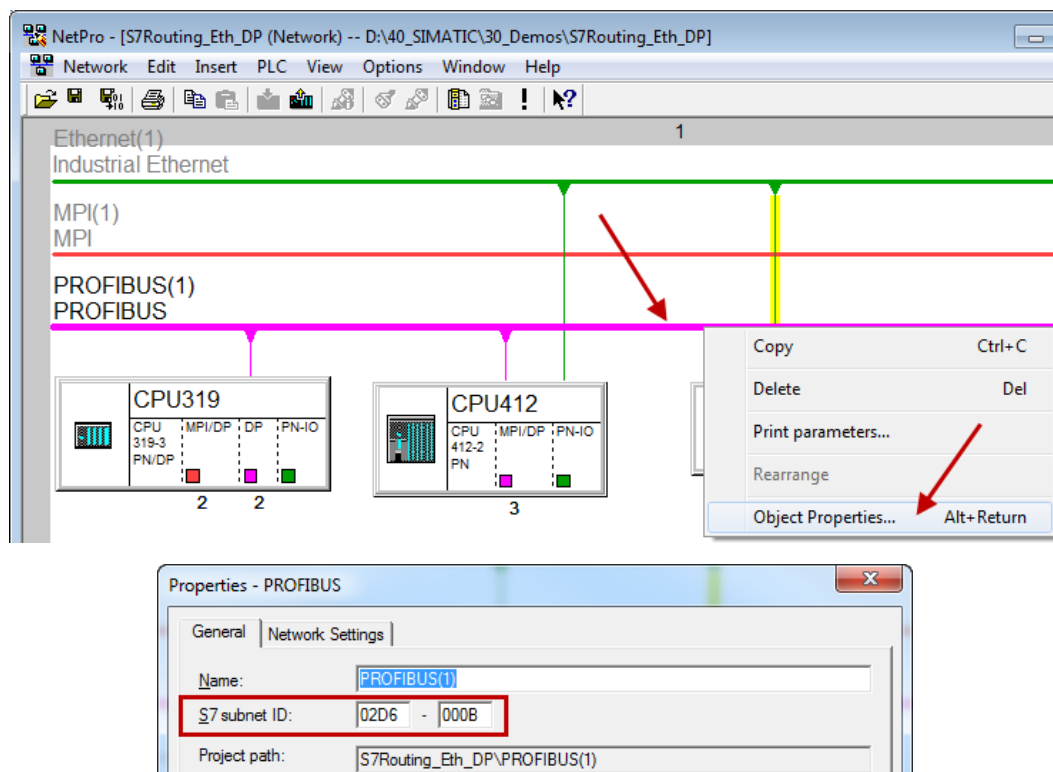 NetPro - [S7Routing_Eth_DP (Network) -- D:\40_SIMATIC\30_Demos\S7Routing_Eth_DP]
Network Edit Insert PLC View Options Window Help
1
Ethernet(1)
Industrial Ethernet
MPI(1)
MPI
PROFIBUS(1)
PROFIBUS
CPU319
CPU 319-3 PN/DP
MPI/DP
DP
PN-IO
2
2
CPU412
CPU 412-2 PN
MPI/DP
PN-IO
3
Copy Ctrl+C
Delete Del
Print parameters...
Rearrange
Object Properties... Alt+Return
Properties - PROFIBUS
General Network Settings
Name: PROFIBUS(1)
S7 subnet ID: 02D6 - 000B
Project path: S7Routing_Eth_DP\PROFIBUS(1)